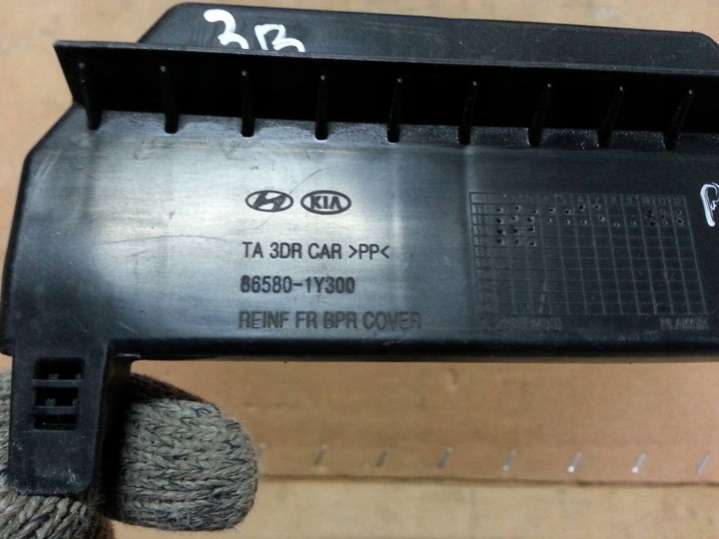 3B
KIA
TA 3DR CAR >PP<
86580-1Y300
REINF FR BPR COVER